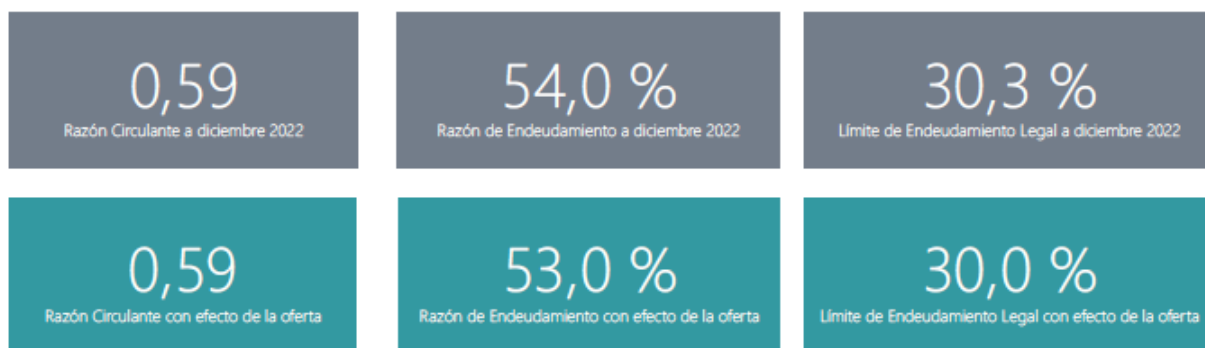 0,59
Razón Circulante a diciembre 2022
54,0 %
Razón de Endeudamiento a diciembre 2022
30,3 %
Límite de Endeudamiento Legal a diciembre 2022
0,59
Razón Circulante con efecto de la oferta
53,0 %
Razón de Endeudamiento con efecto de la oferta
30,0 %
Límite de Endeudamiento Legal con efecto de la oferta